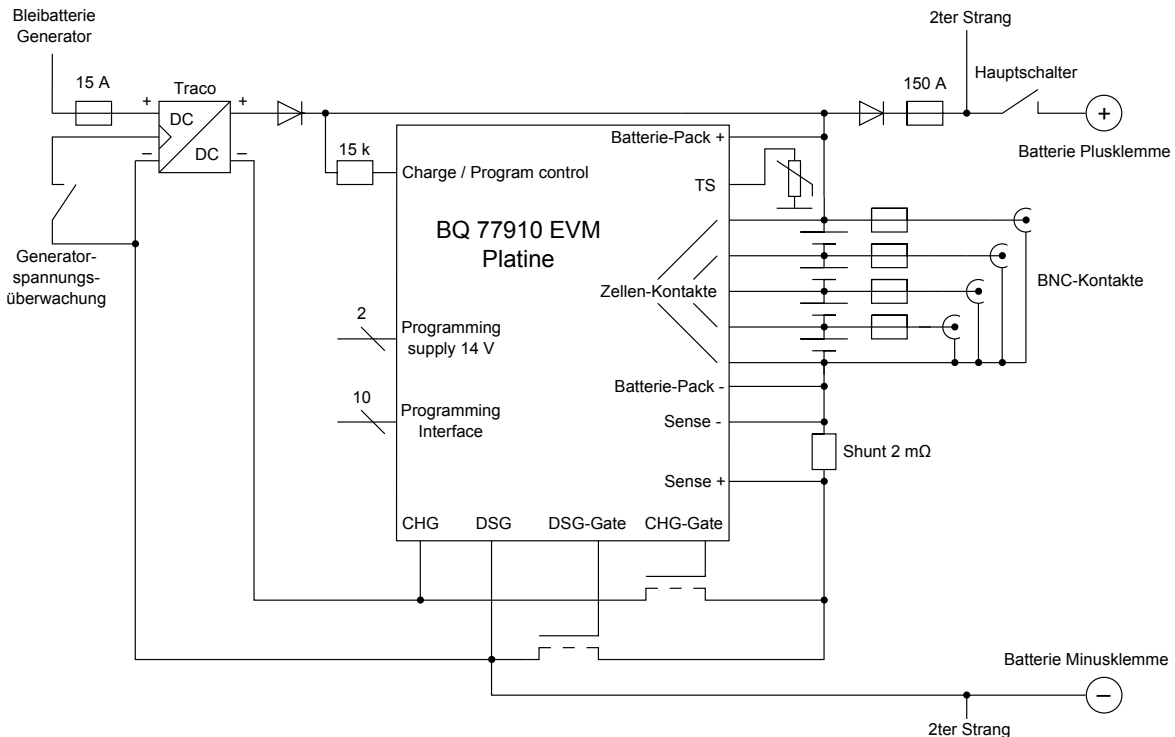 Bleibatterie
Generator
15 A
Traco
+
+
DC
DC
–
–
15 k
Generator-
spannungs-
überwachung
2ter Strang
Hauptschalter
150 A
+
Batterie Plusklemme
Batterie-Pack +
TS
Charge / Program control
BQ 77910 EVM
Platine
Zellen-Kontakte
BNC-Kontakte
2
Programming
supply 14 V
10
Programming
Interface
Batterie-Pack -
Sense -
Shunt 2 mΩ
Sense +
CHG
DSG
DSG-Gate
CHG-Gate
Batterie Minusklemme
–
2ter Strang